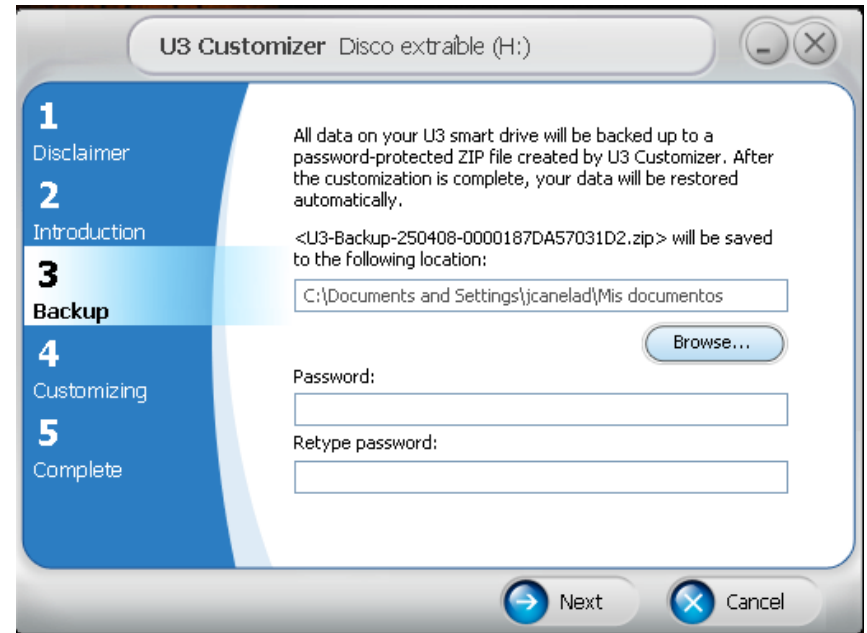 U3 Customizer Disco extraíble (H:)
1
Disclaimer
2
Introduction
3
Backup
4
Customizing
5
Complete
All data on your U3 smart drive will be backed up to a
password-protected ZIP file created by U3 Customizer. After
the customization is complete, your data will be restored
automatically.
<U3-Backup-250408-0000187DA57031D2.zip> will be saved
to the following location:
C:\Documents and Settings\jcanelad\Mis documentos
Browse...
Password:
Retype password:
Next
Cancel